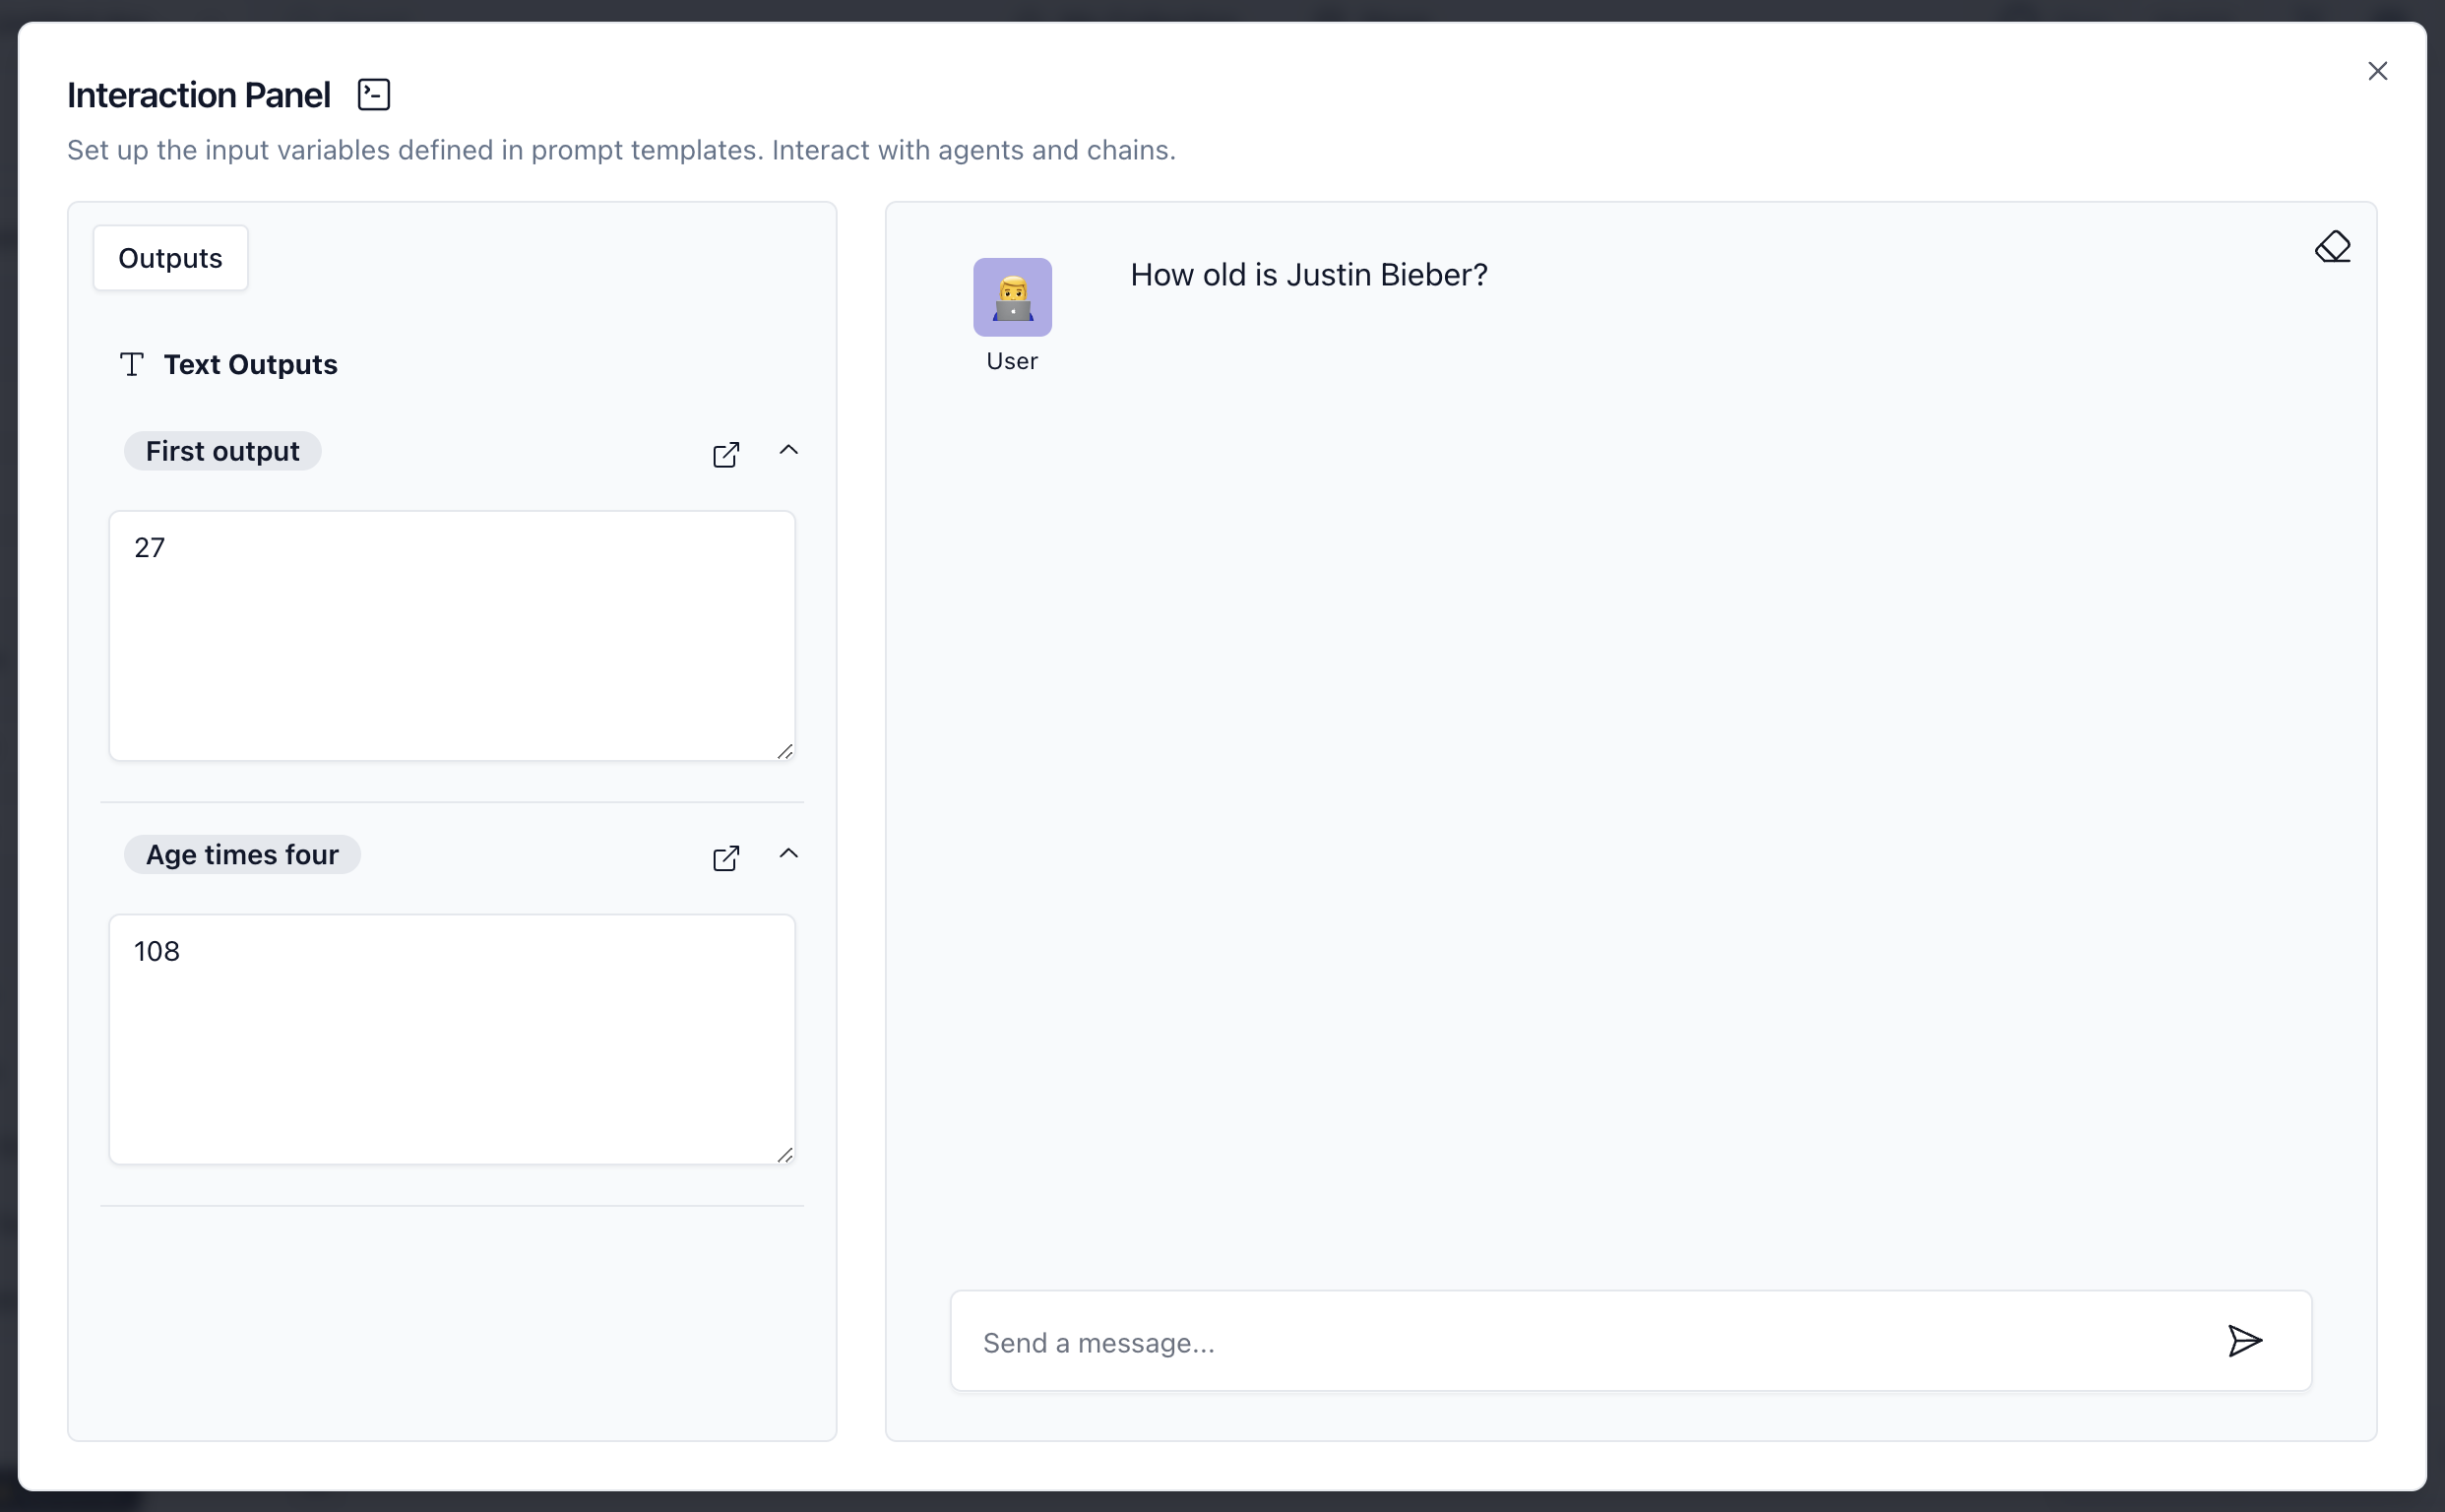 Interaction Panel
Set up the input variables defined in prompt templates. Interact with agents and chains.
Outputs
Text Outputs
First output
27
Age times four
108
How old is Justin Bieber?
User
Send a message...